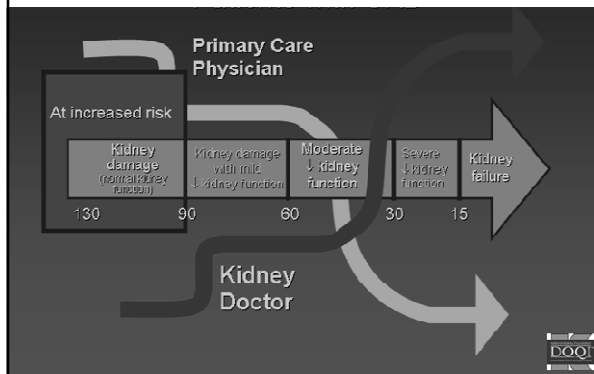 Primary Care
Physician
At increased risk
Kidney
damage
(normal kidney
function)
Kidney damage
with mild
↓ kidney function
Moderate
↓ kidney
function
Severe
↓ kidney
function
Kidney
failure
130
90
60
30
15
Kidney
Doctor
DOQI